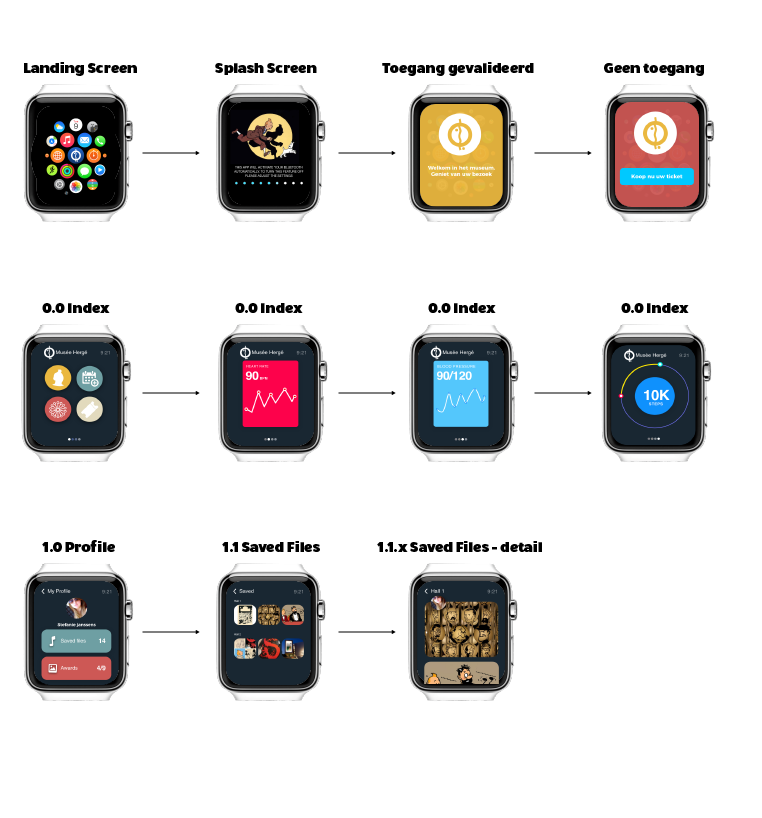 Landing Screen
Splash Screen
Toegang gevalideerd
Geen toegang
9
THIS APP WILL ACTIVATE YOUR BLUETOOTH
AUTOMATICALLY. TO TURN THIS FEATURE OFF
PLEASE ADJUST THE SETTINGS
Welkom in het museum.
Geniet van uw bezoek
Koop nu uw ticket
0.0 Index
0.0 Index
0.0 Index
0.0 Index
Musée Hergé 9:21
Musée Hergé 9:21
HEART RATE
90 BPM
Musée Hergé 9:21
BLOOD PRESSURE
90/120
Musée Hergé 9:21
10K
STEPS
1.0 Profile
1.1 Saved Files
1.1.x Saved Files - detail
My Profile 9:21
Stefanie Janssens
Saved files 14
Awards 4/9
Saved 9:21
Hall 1
Hall 2
Hall 1 9:21